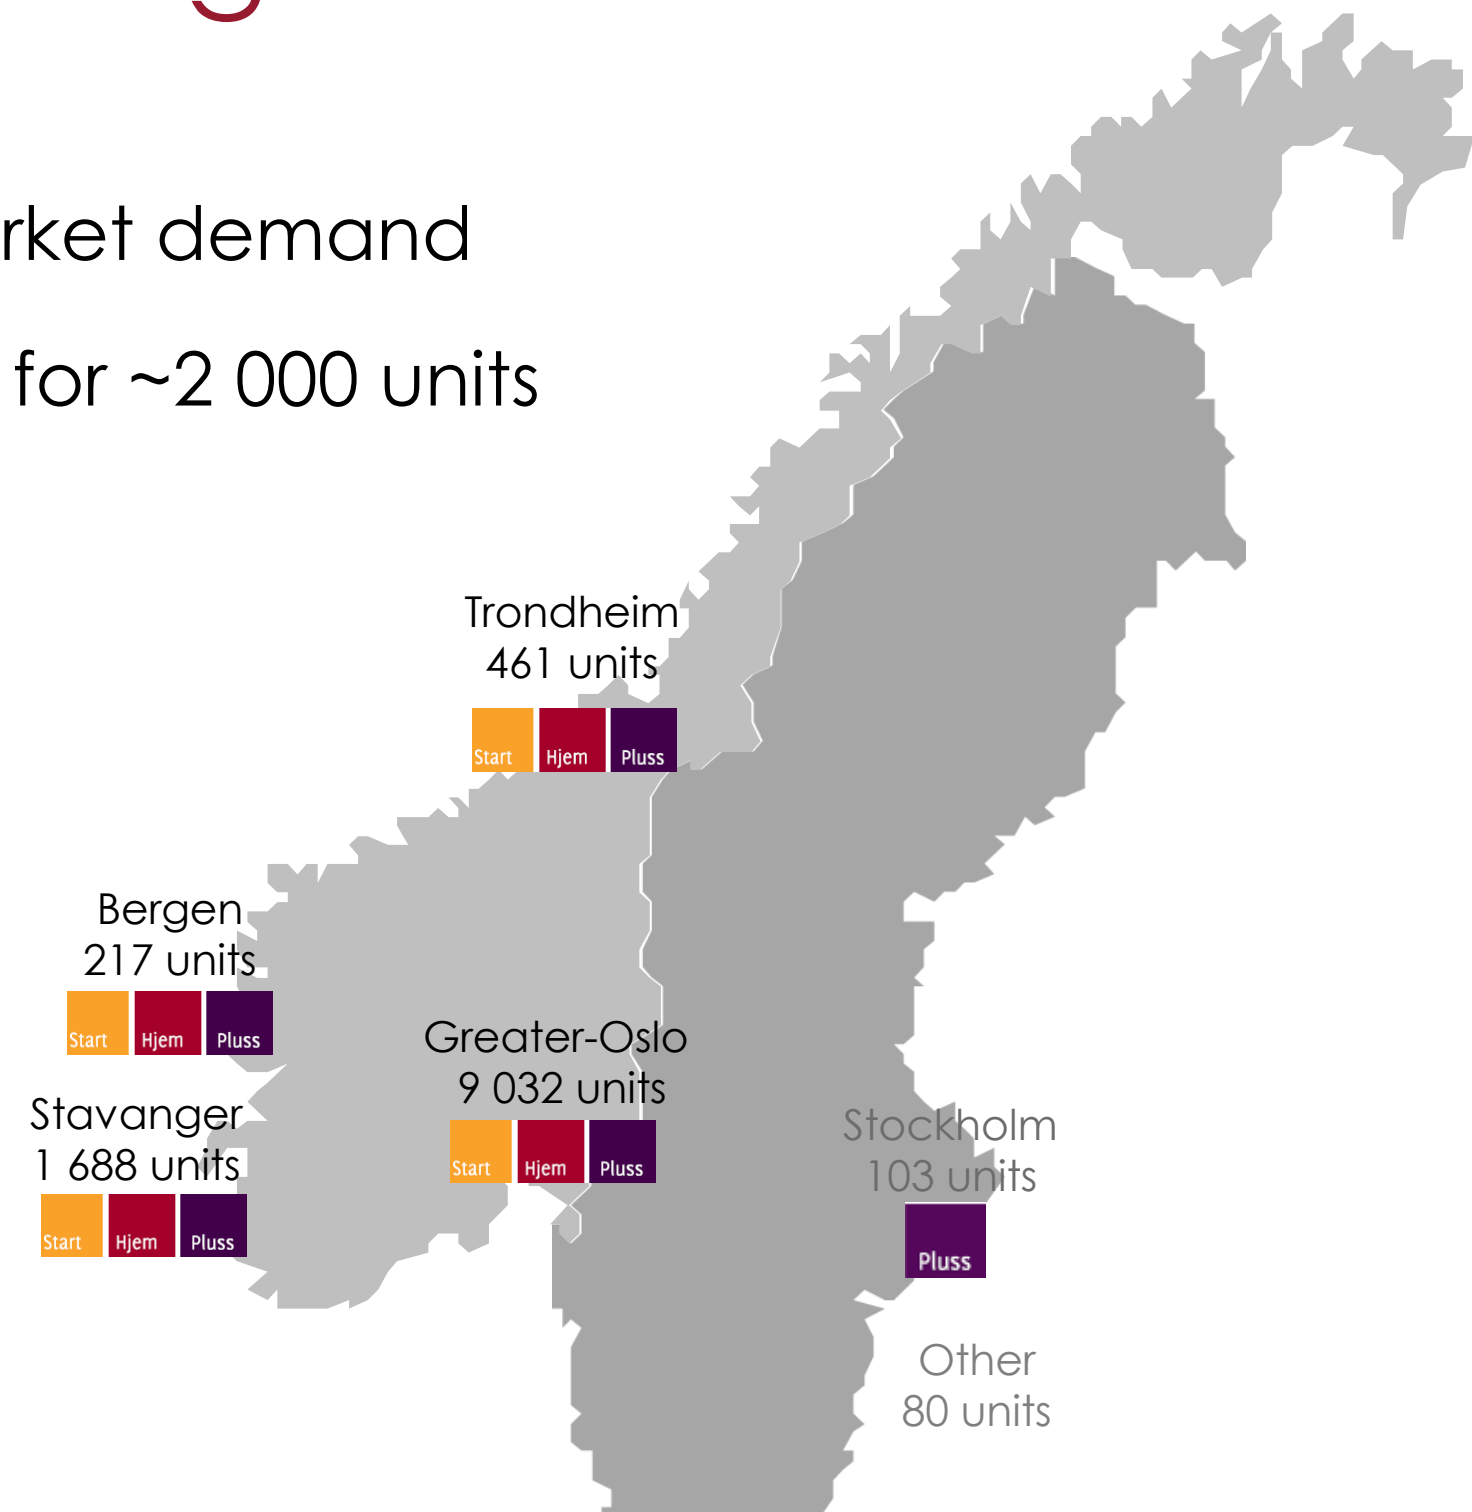 rket demand
for ~2 000 units
Trondheim
461 units
Start Hjem Pluss
Bergen
217 units
Start Hjem Pluss
Greater-Oslo
9 032 units
Start Hjem Pluss
Stavanger
1 688 units
Start Hjem Pluss
Stockholm
103 units
Pluss
Other
80 units